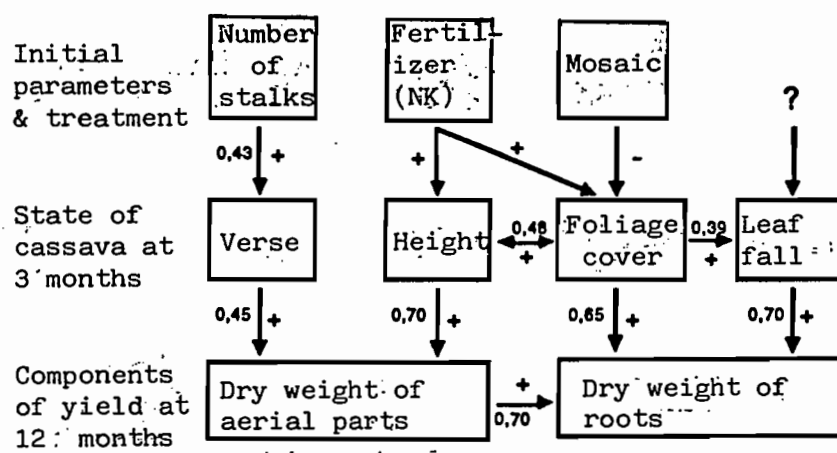 Initial
parameters
& treatment
Number
of
stalks
Fertil-
izer
(NK)
Mosaic
?
0,43 +
+
+
-
State of
cassava at
3 months
Verse
Height
0,48
+
Foliage
cover
0,39
+
Leaf
fall
0,45 +
0,70 +
0,65 +
0,70 +
Components
of yield at
12: months
Dry weight of
aerial parts
+
0,70
Dry weight of
roots